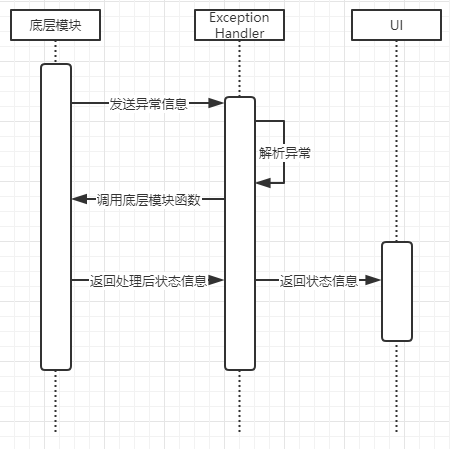 底层模块
Exception
Handler
UI
发送异常信息
解析异常
调用底层模块函数
返回处理后状态信息
返回状态信息